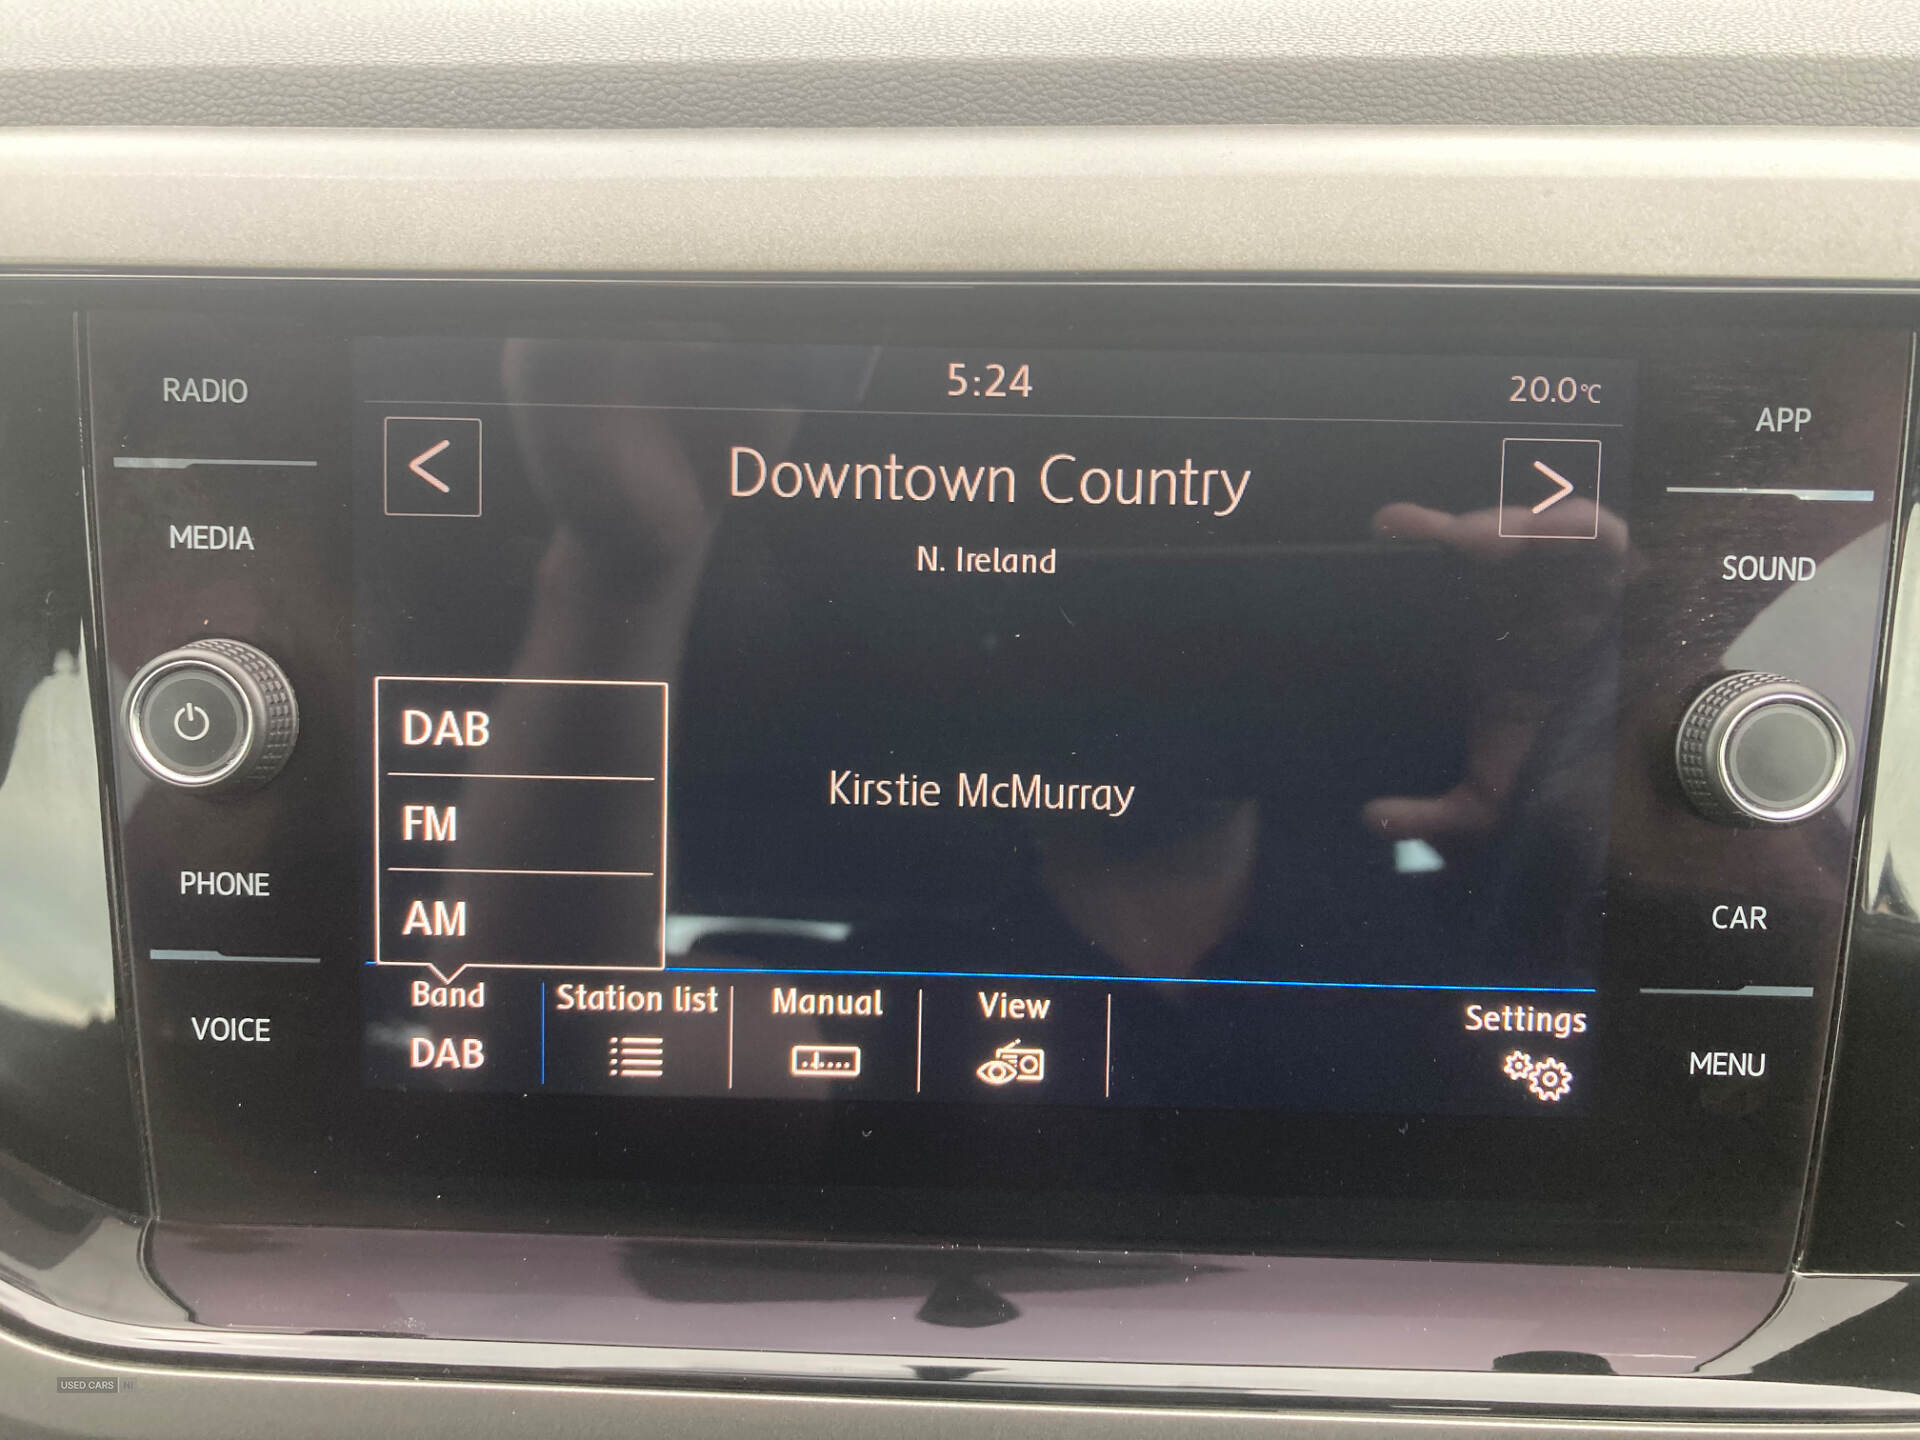 RADIO
MEDIA
PHONE
VOICE
5:24
20.0°C
Downtown Country
N. Ireland
Kirstie McMurray
DAB
FM
AM
Band
DAB
Station list
Manual
View
Settings
APP
SOUND
CAR
MENU
USED CARS NI